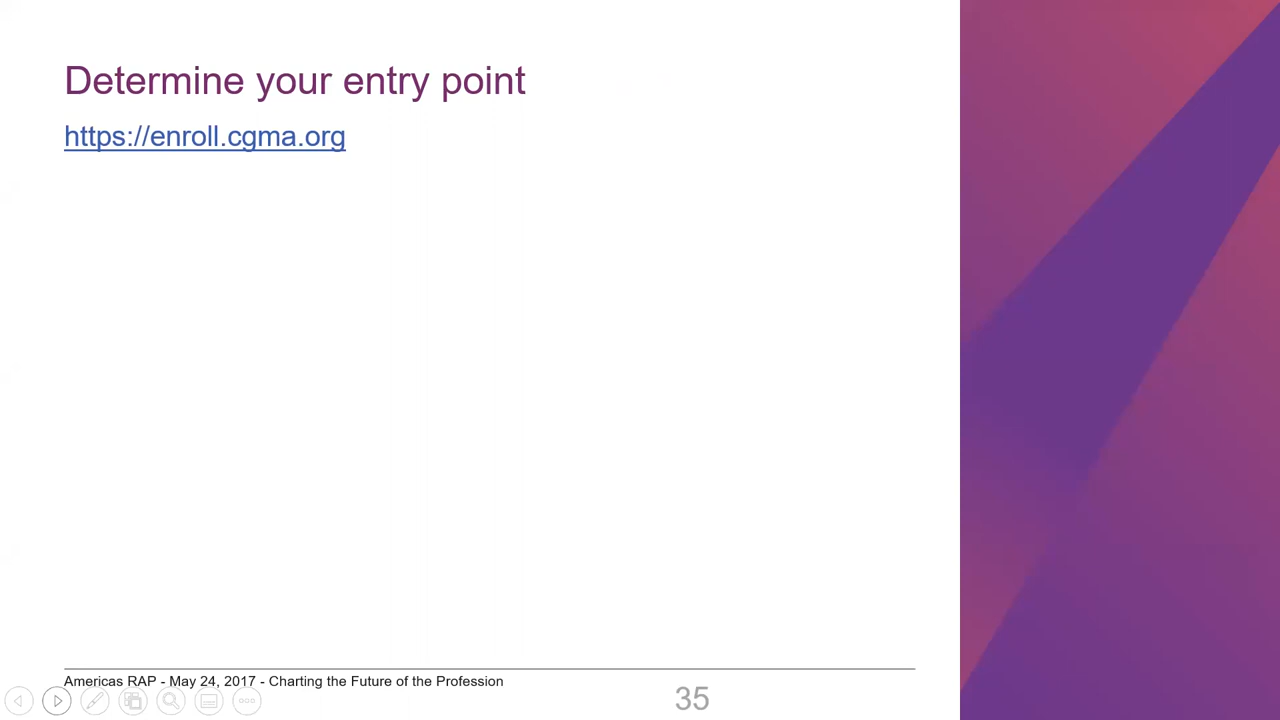 Determine your entry point
https://enroll.cgma.org
Americas RAP - May 24, 2017 - Charting the Future of the Profession
35